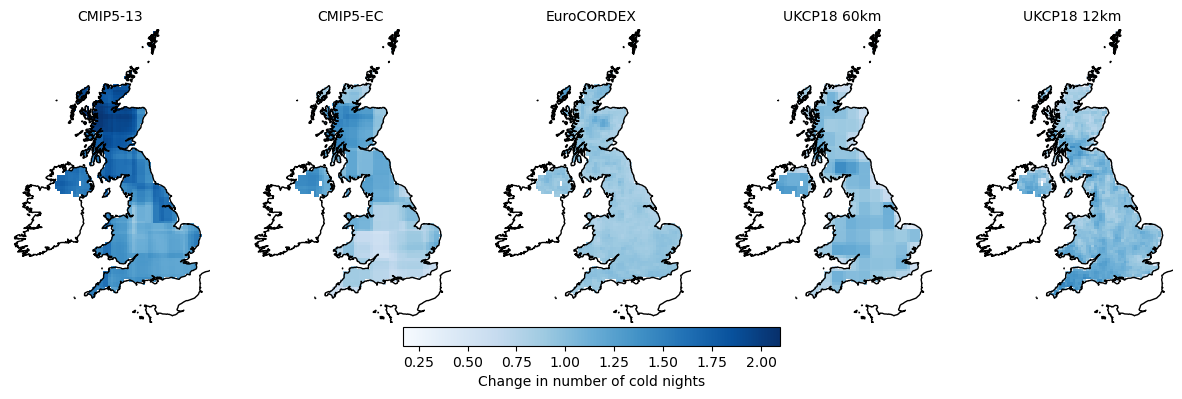 CMIP5-13 CMIP5-EC EuroCORDEX UKCP18 60km UKCP18 12km
0.25 0.50 0.75 1.00 1.25 1.50 1.75 2.00
Change in number of cold nights